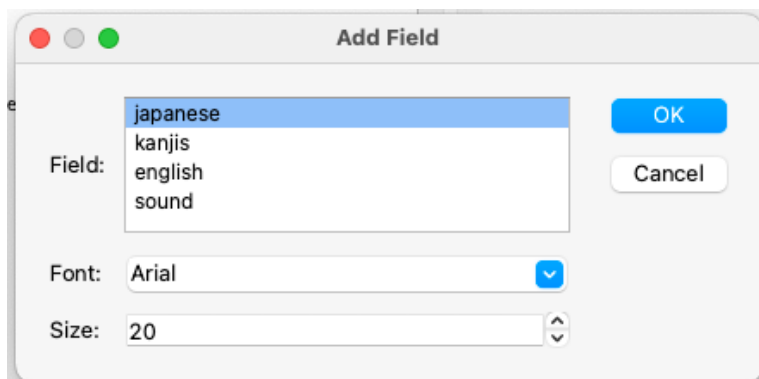 Add Field
e
Field:
japanese
kanjis
english
sound
OK
Cancel
Font: Arial
Size: 20